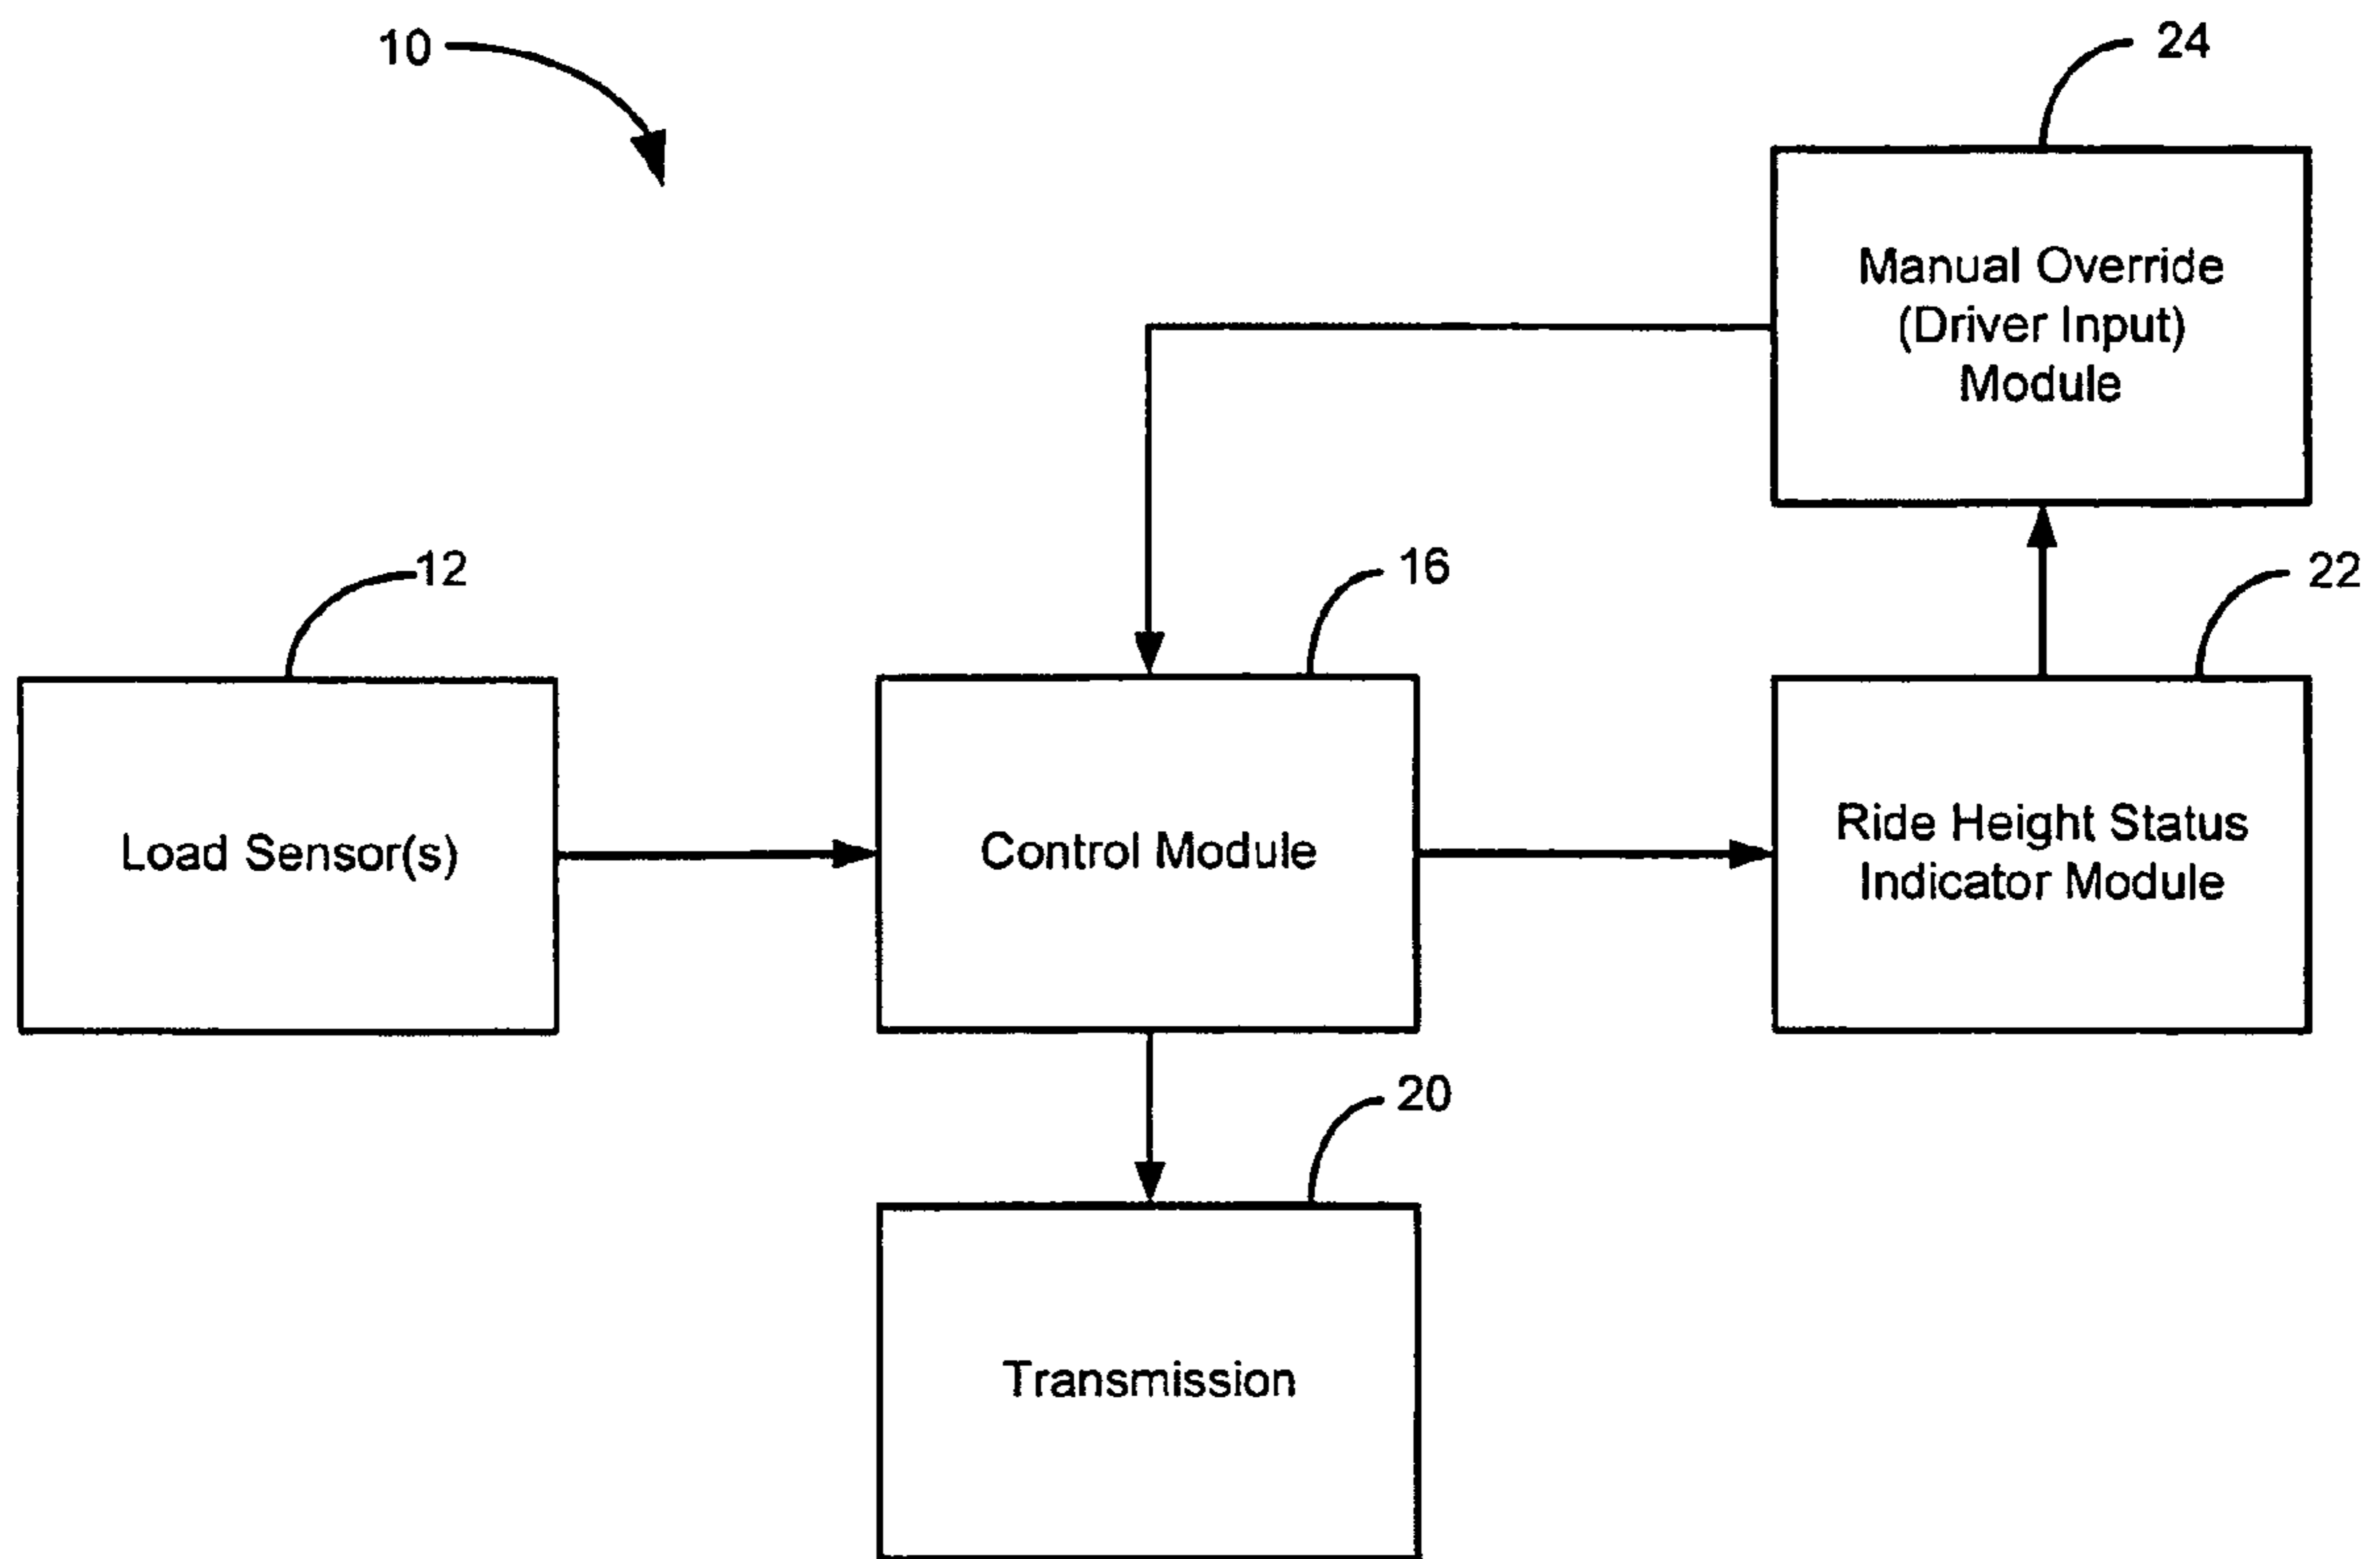 10
24
Manual Override
(Driver Input)
Module
12
16
22
Load Sensor(s)
Control Module
Ride Height Status
Indicator Module
20
Transmission